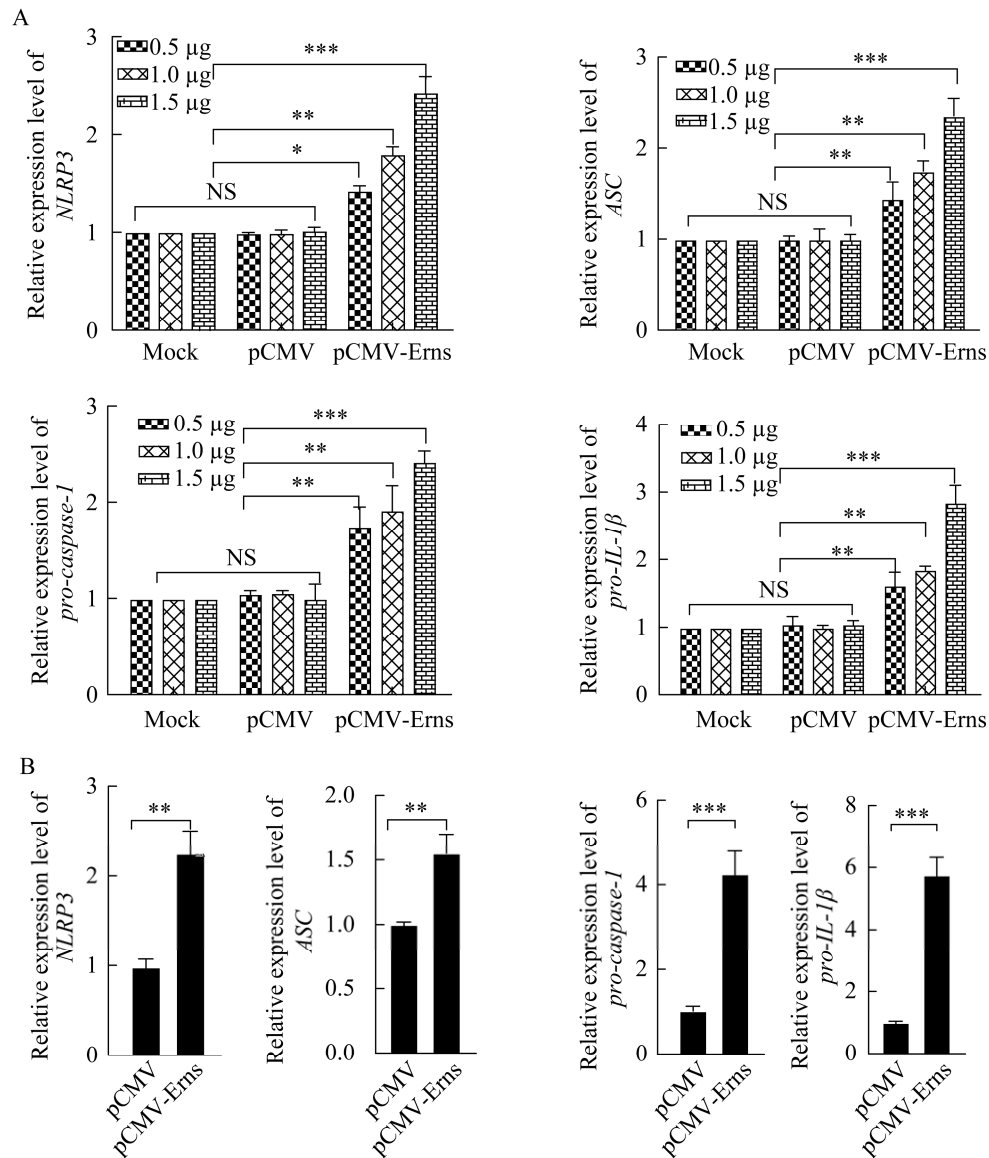 A
Relative expression level of
NLRP3
3
2
1
0
0.5 µg
1.0 µg
1.5 µg
***
**
*
NS
Mock pCMV pCMV-Erns
Relative expression level of
ASC
3
2
1
0
0.5 µg
1.0 µg
1.5 µg
***
**
**
NS
Mock pCMV pCMV-Erns
Relative expression level of
pro-caspase-1
3
2
1
0
0.5 µg
1.0 µg
1.5 µg
***
**
**
NS
Mock pCMV pCMV-Erns
Relative expression level of
pro-IL-1β
4
3
2
1
0
0.5 µg
1.0 µg
1.5 µg
***
**
**
NS
Mock pCMV pCMV-Erns
B
Relative expression level of
NLRP3
3
2
1
0
**
pCMV
pCMV-Erns
Relative expression level of
ASC
2.0
1.5
1.0
0.5
0.0
**
pCMV
pCMV-Erns
Relative expression level of
pro-caspase-1
6
4
2
0
***
pCMV
pCMV-Erns
Relative expression level of
pro-IL-1β
8
6
4
2
0
***
pCMV
pCMV-Erns